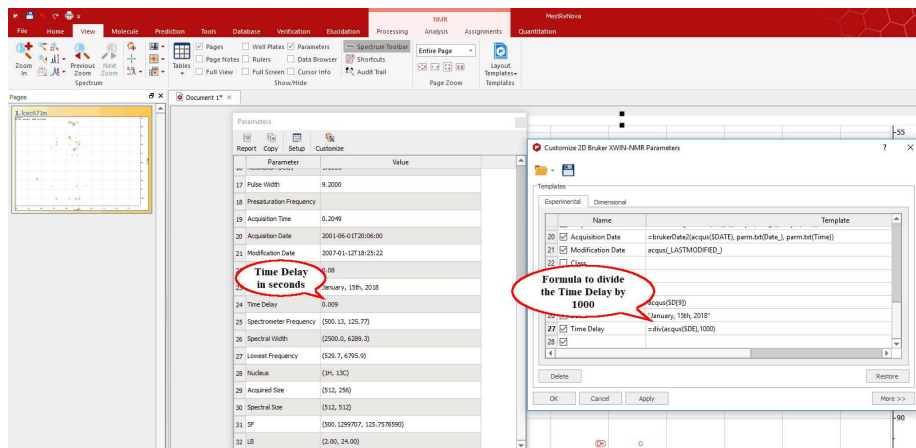 NMR
MestReNova
File Home View Molecule Prediction Tools Database Verification Elucidation Processing Analysis Assignments Quantitation
Pages Well Plates Parameters Spectrum Toolbar
Page Notes Rulers Data Browser Shortcuts
Full View Full Screen Cursor Info Audit Trail
Zoom In
Previous Zoom
Next Zoom
Tables
Entire Page
Layout Templates
Spectrum Show/Hide Page Zoom Templates
Pages
Document 1*
Parameters
Report Copy Setup Customize
Parameter Value
17 Pulse Width 9.2000
18 Presaturation Frequency
19 Acquisition Time 0.2049
20 Acquisition Date 2001-06-01T20:06:00
21 Modification Date 2007-01-12T18:25:22
0.08
January, 15th, 2018
24 Time Delay 0.009
25 Spectrometer Frequency (500.13, 125.77)
26 Spectral Width (2500.0, 6289.3)
27 Lowest Frequency (529.7, 6795.9)
28 Nucleus (1H, 13C)
29 Acquired Size (512, 256)
30 Spectral Size (512, 512)
31 SF (500.1299707, 125.7578590)
32 LB (2.00, 24.00)
Time Delay
in seconds
-55
Customize 2D Bruker XWIN-NMR Parameters ? ×
Templates
Experimental Dimensional
Name Template
20 Acquisition Date =brukerDate2(acqus($DATE), parm.txt(Date_), parm.txt(Time))
21 Modification Date acqus(_LASTMODIFIED_)
22 Class
acqus($D[9])
"January, 15th, 2018"
27 Time Delay =div(acqus($DE),1000)
28
Formula to divide
the Time Delay by
1000
Delete Restore
OK Cancel Apply More >>
-90